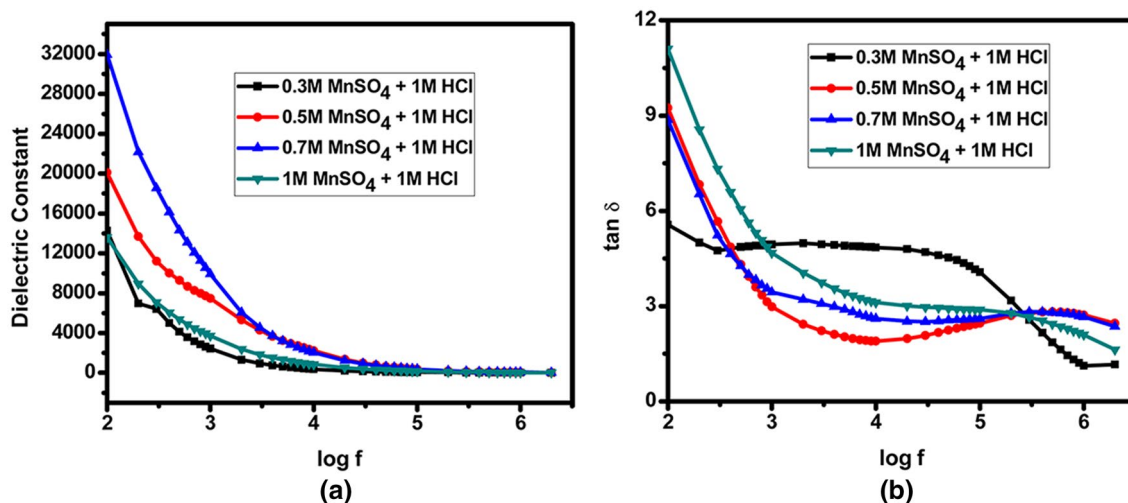 Dielectric Constant
32000
28000
24000
20000
16000
12000
8000
4000
0
0.3M MnSO4 + 1M HCl
0.5M MnSO4 + 1M HCl
0.7M MnSO4 + 1M HCl
1M MnSO4 + 1M HCl
2 3 4 5 6
log f
(a)
tan δ
12
9
6
3
0
0.3M MnSO4 + 1M HCl
0.5M MnSO4 + 1M HCl
0.7M MnSO4 + 1M HCl
1M MnSO4 + 1M HCl
2 3 4 5 6
log f
(b)